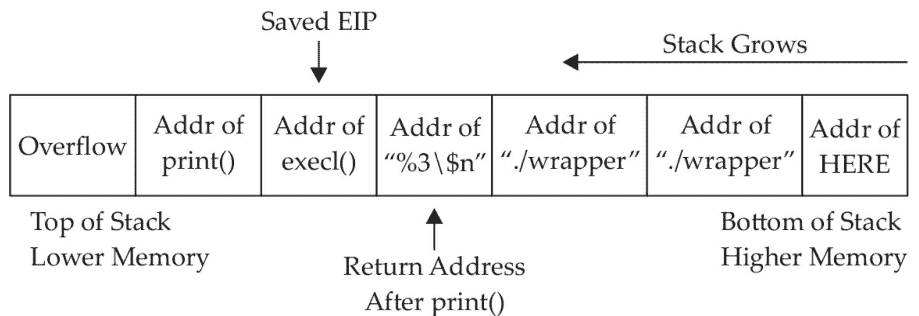 Saved EIP
Stack Grows
Overflow
Addr of
print()
Addr of
execl()
Addr of
“%3\$n”
Addr of
“./wrapper”
Addr of
“./wrapper”
Addr of
HERE
Top of Stack
Lower Memory
Return Address
After print()
Bottom of Stack
Higher Memory